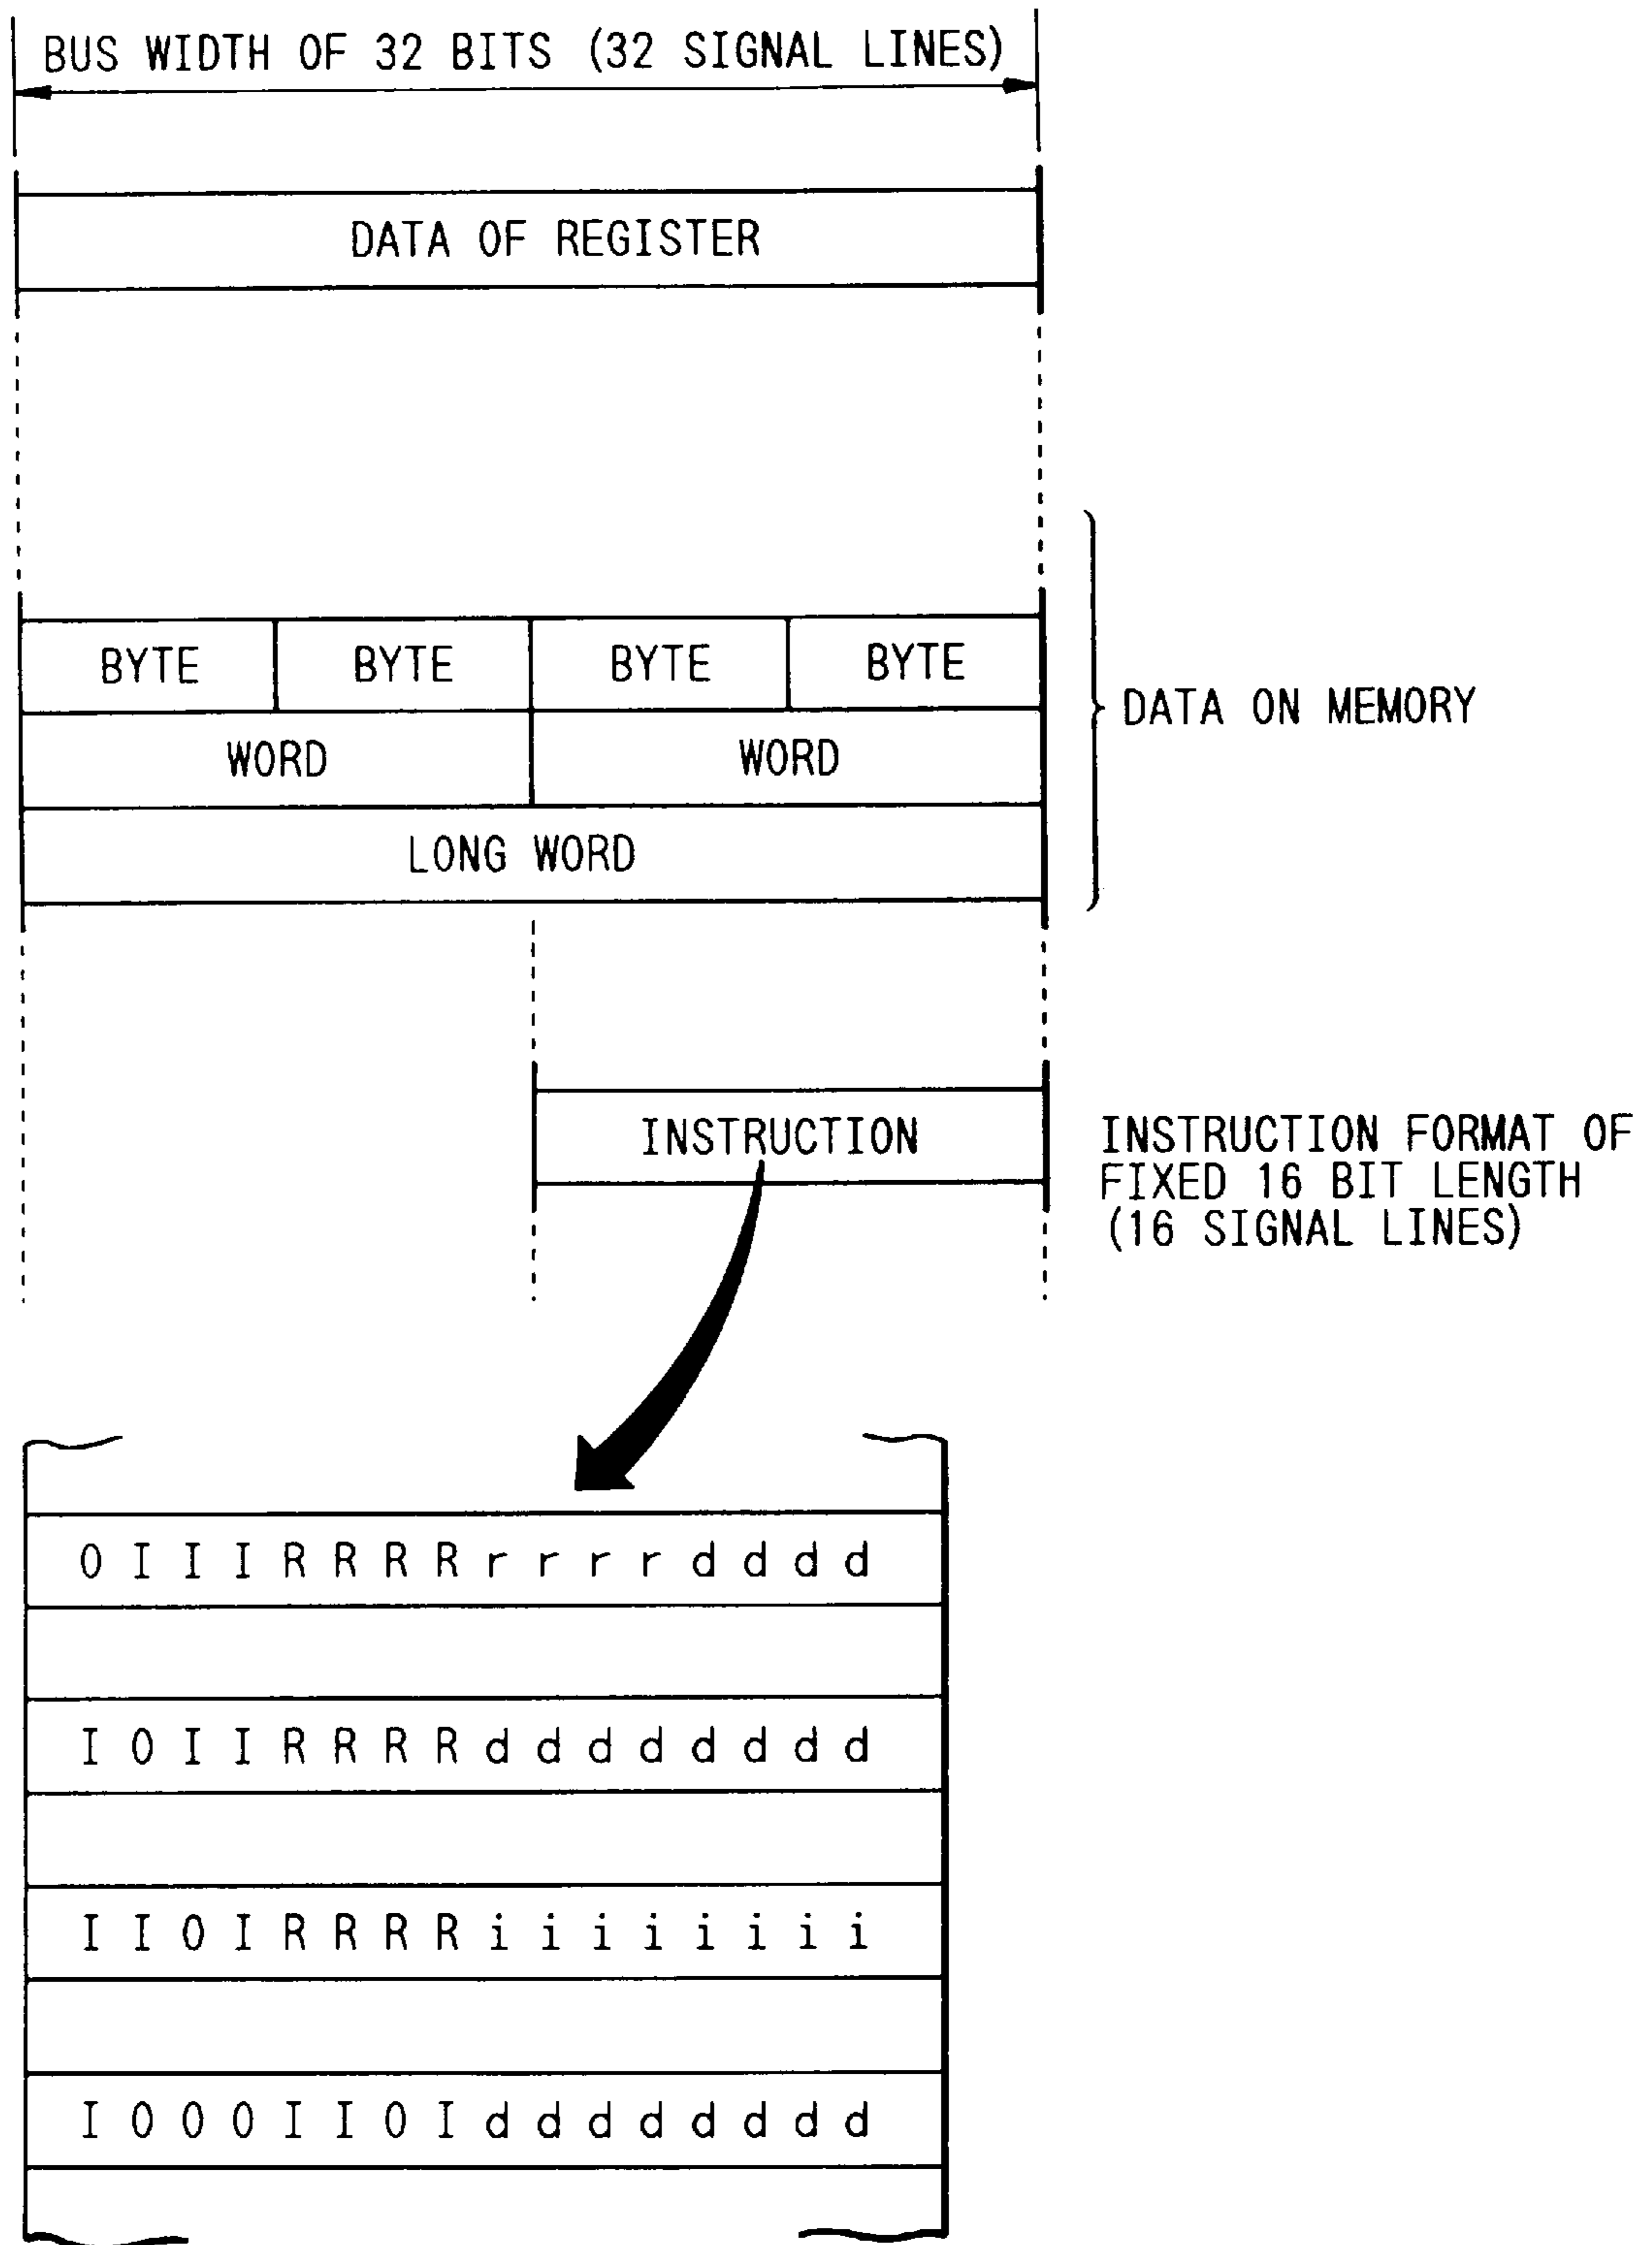 BUS WIDTH OF 32 BITS (32 SIGNAL LINES)
DATA OF REGISTER
BYTE BYTE BYTE BYTE
WORD WORD
LONG WORD
DATA ON MEMORY
INSTRUCTION
INSTRUCTION FORMAT OF
FIXED 16 BIT LENGTH
(16 SIGNAL LINES)
0 I I I R R R R r r r r d d d d
I 0 I I R R R R d d d d d d d d
I I 0 I R R R R i i i i i i i i
I 0 0 0 I I 0 I d d d d d d d d